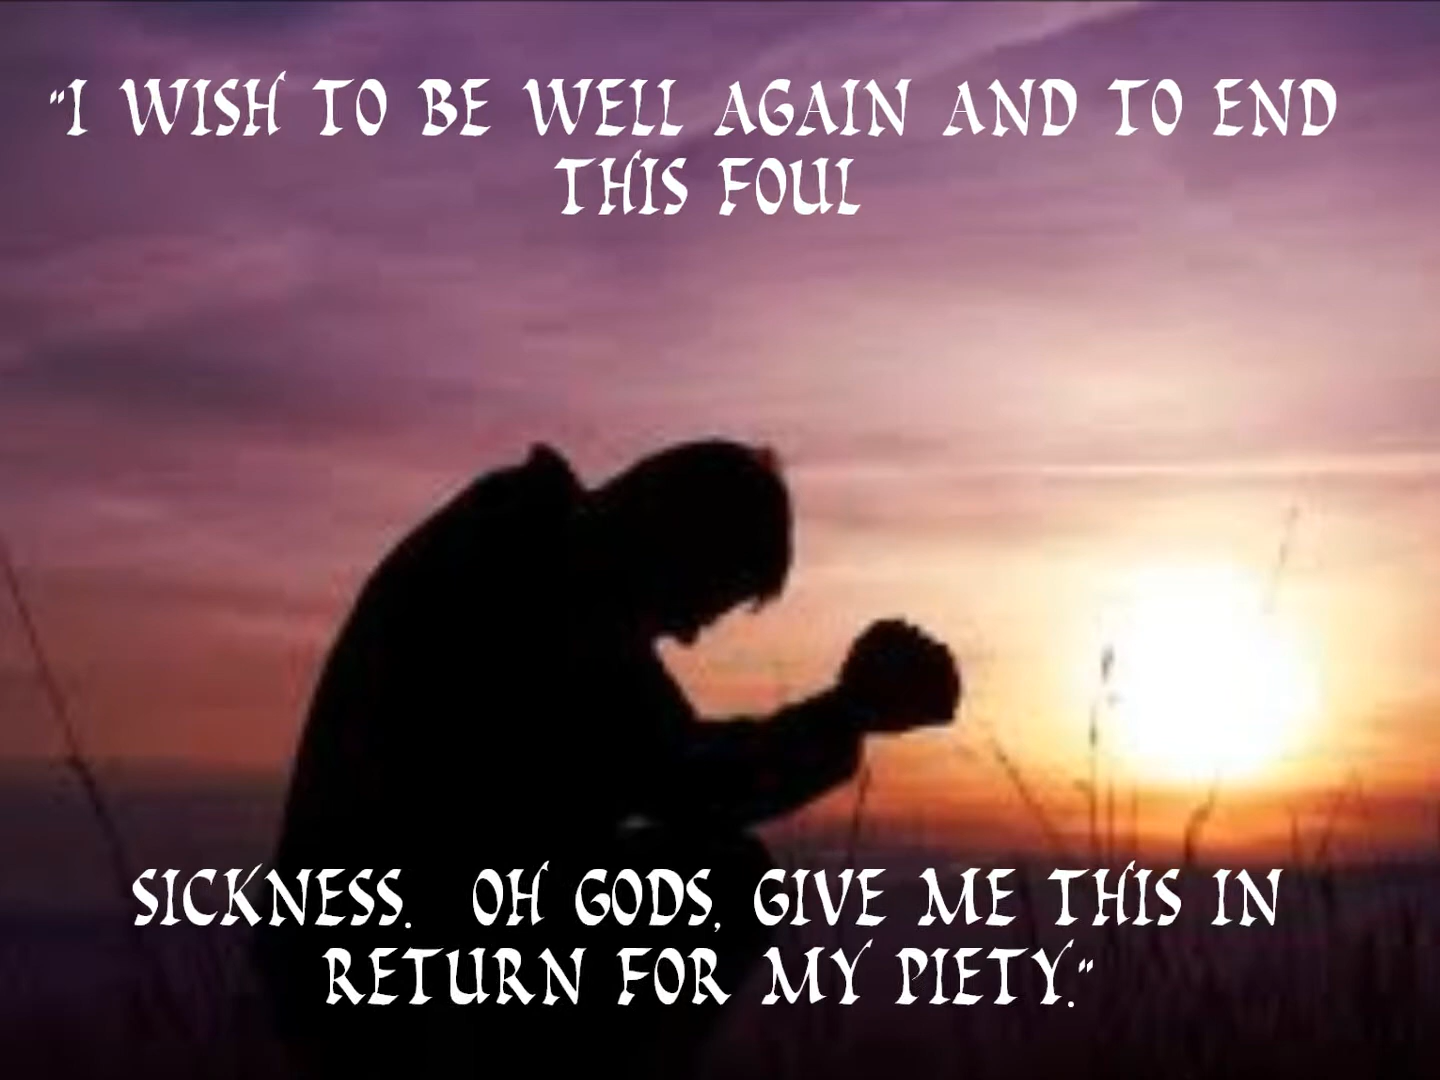 "I WISH TO BE WELL AGAIN AND TO END
THIS FOUL
SICKNESS. OH GODS, GIVE ME THIS IN
RETURN FOR MY PIETY."